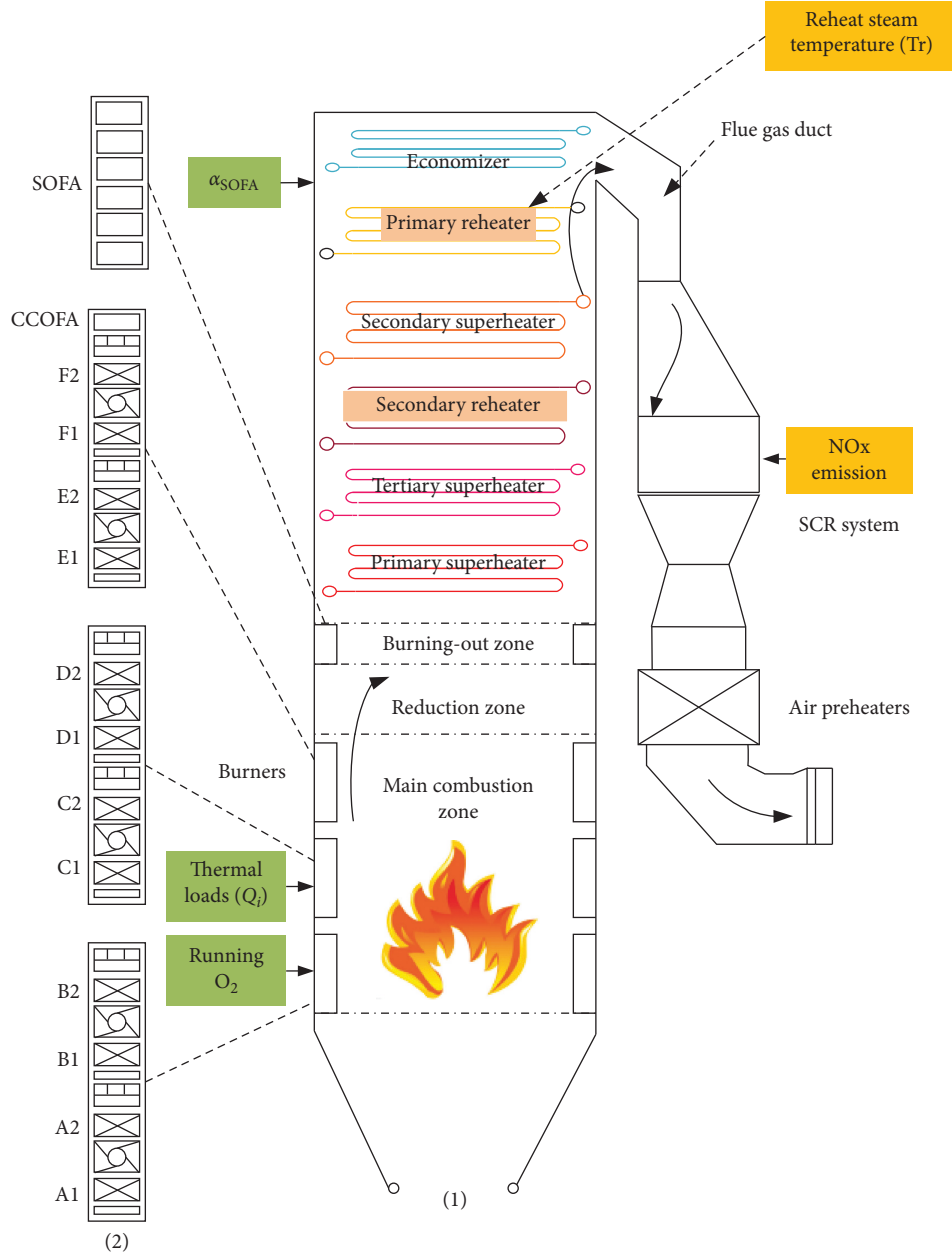 Reheat steam
temperature (Tr)
Flue gas duct
SOFA
α_SOFA
Economizer
Primary reheater
CCOFA
Secondary superheater
F2
Secondary reheater
F1
NOx
emission
E2
Tertiary superheater
SCR system
E1
Primary superheater
Burning-out zone
D2
Reduction zone
Air preheaters
D1
Burners
Main combustion
zone
C2
C1
Thermal
loads (Q_i)
Running
O₂
B2
B1
A2
A1
(1)
(2)